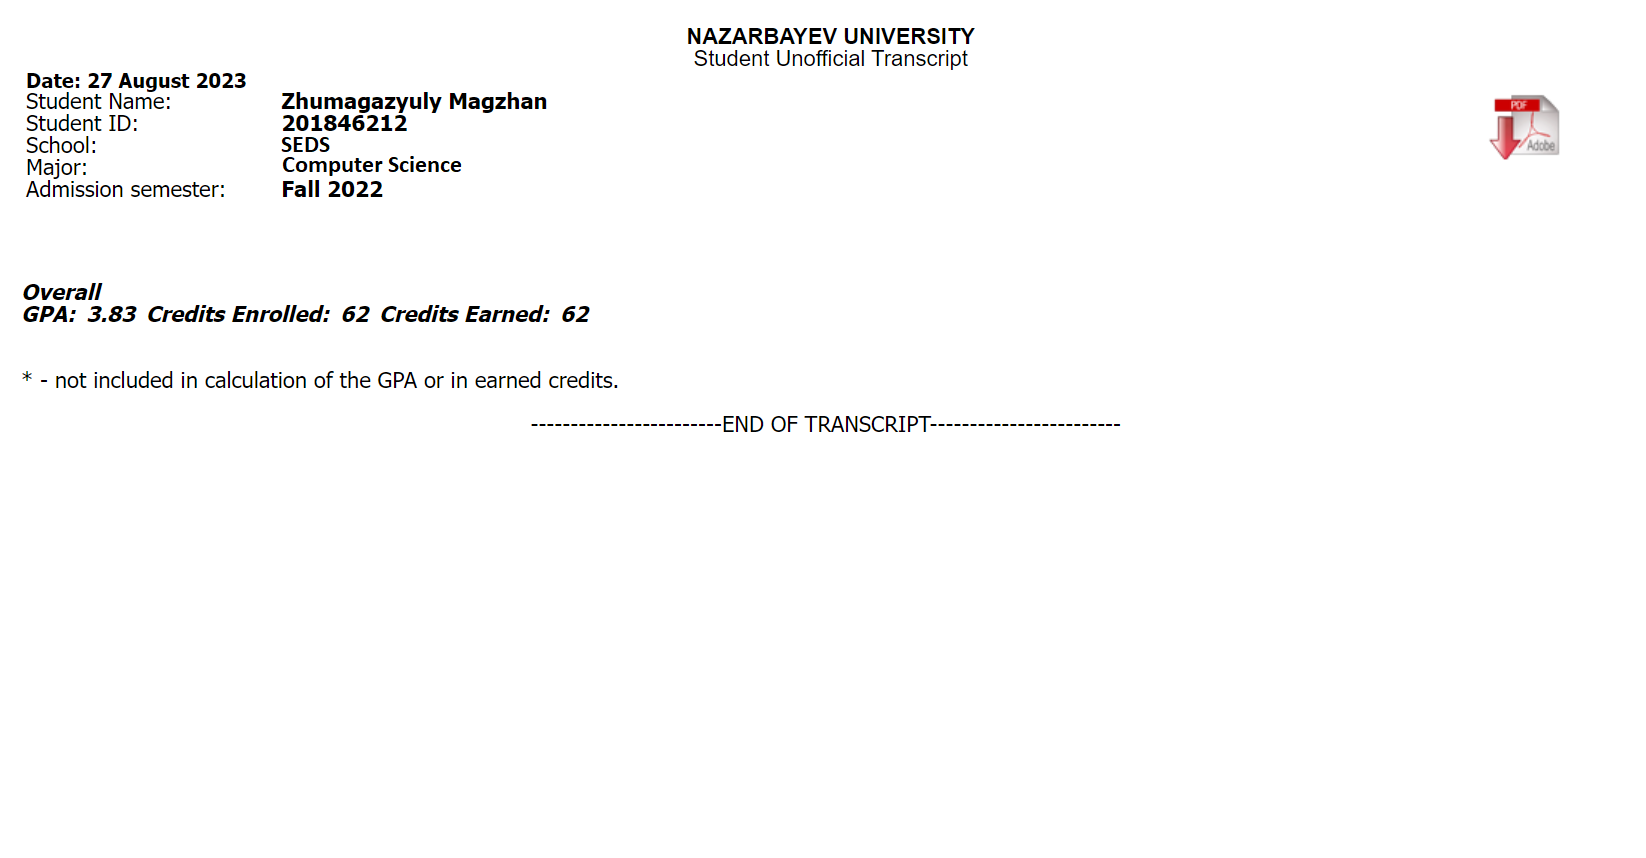 NAZARBAYEV UNIVERSITY
Student Unofficial Transcript
Date: 27 August 2023
Student Name: Zhumagazyuly Magzhan
Student ID: 201846212
School: SEDS
Major: Computer Science
Admission semester: Fall 2022
PDF
Adobe
Overall
GPA: 3.83 Credits Enrolled: 62 Credits Earned: 62
* - not included in calculation of the GPA or in earned credits.
------------------------END OF TRANSCRIPT------------------------